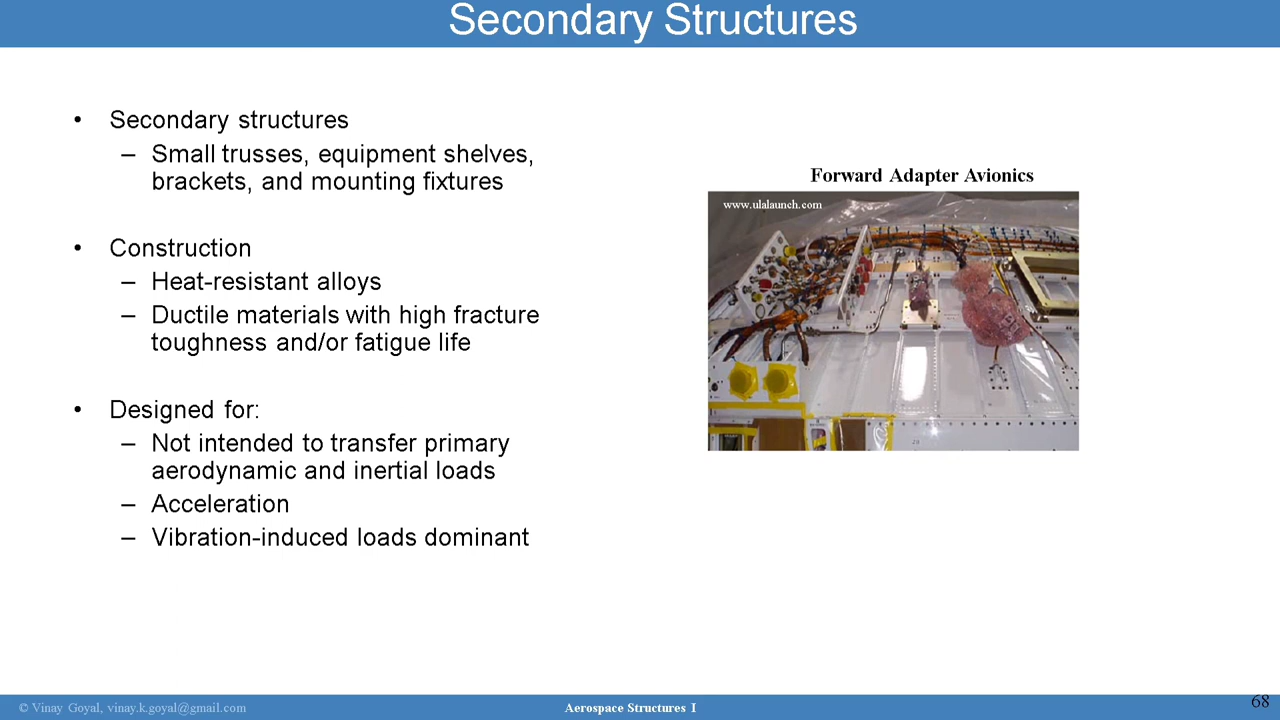 Secondary Structures
• Secondary structures
– Small trusses, equipment shelves,
brackets, and mounting fixtures
• Construction
– Heat-resistant alloys
– Ductile materials with high fracture
toughness and/or fatigue life
• Designed for:
– Not intended to transfer primary
aerodynamic and inertial loads
– Acceleration
– Vibration-induced loads dominant
Forward Adapter Avionics
www.ulalaunch.com
© Vinay Goyal, vinay.k.goyal@gmail.com
Aerospace Structures I
68